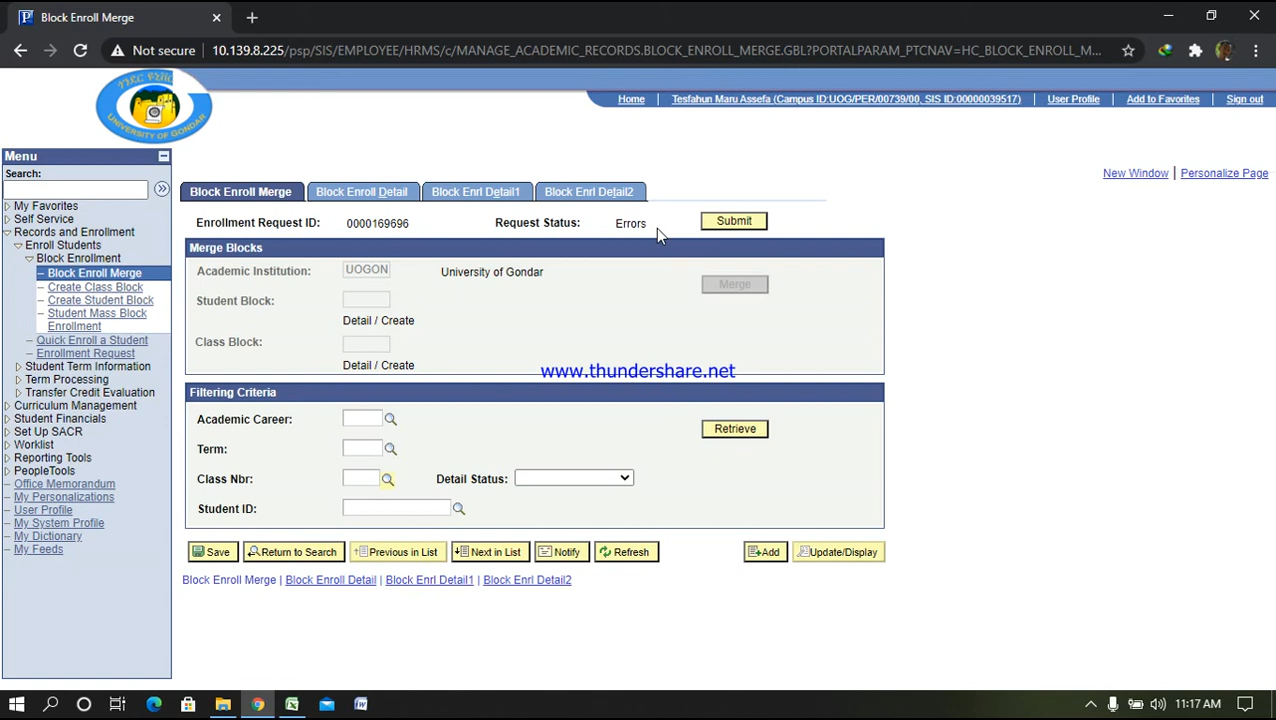 Block Enroll Merge
Not secure
10.139.8.225/psp/SIS/EMPLOYEE/HRMS/c/MANAGE_ACADEMIC_RECORDS.BLOCK_ENROLL_MERGE.GBL?PORTALPARAM_PTCNAV=HC_BLOCK_ENROLL_M...
UNIVERSITY OF GONDAR
Home
Tesfahun Maru Assefa (Campus ID:UOG/PER/00739/00, SIS ID:00000039517)
User Profile
Add to Favorites
Sign out
New Window | Personalize Page
Menu
Search:
My Favorites
Self Service
Records and Enrollment
Enroll Students
Block Enrollment
– Block Enroll Merge
– Create Class Block
– Create Student Block
– Student Mass Block
Enrollment
– Quick Enroll a Student
– Enrollment Request
Student Term Information
Term Processing
Transfer Credit Evaluation
Curriculum Management
Student Financials
Set Up SACR
Worklist
Reporting Tools
PeopleTools
– Office Memorandum
– My Personalizations
– User Profile
– My System Profile
– My Dictionary
– My Feeds
Block Enroll Merge
Block Enroll Detail
Block Enrl Detail1
Block Enrl Detail2
Enrollment Request ID: 0000169696 Request Status: Errors Submit
Merge Blocks
Academic Institution: UOGON University of Gondar Merge
Student Block:
Detail / Create
Class Block:
Detail / Create
www.thundershare.net
Filtering Criteria
Academic Career:
Retrieve
Term:
Class Nbr: Detail Status:
Student ID:
Save Return to Search Previous in List Next in List Notify Refresh Add Update/Display
Block Enroll Merge | Block Enroll Detail | Block Enrl Detail1 | Block Enrl Detail2
11:17 AM